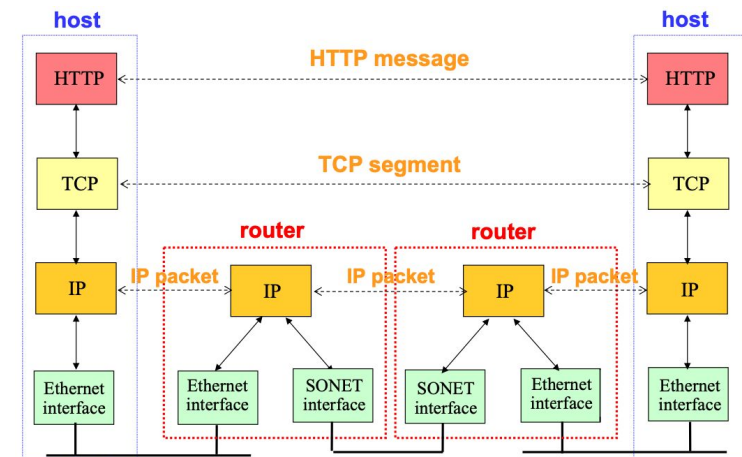 host
host
HTTP
HTTP message
HTTP
TCP
TCP segment
TCP
router
router
IP
IP packet
IP
IP packet
IP
IP packet
IP
Ethernet
interface
Ethernet
interface
SONET
interface
SONET
interface
Ethernet
interface
Ethernet
interface